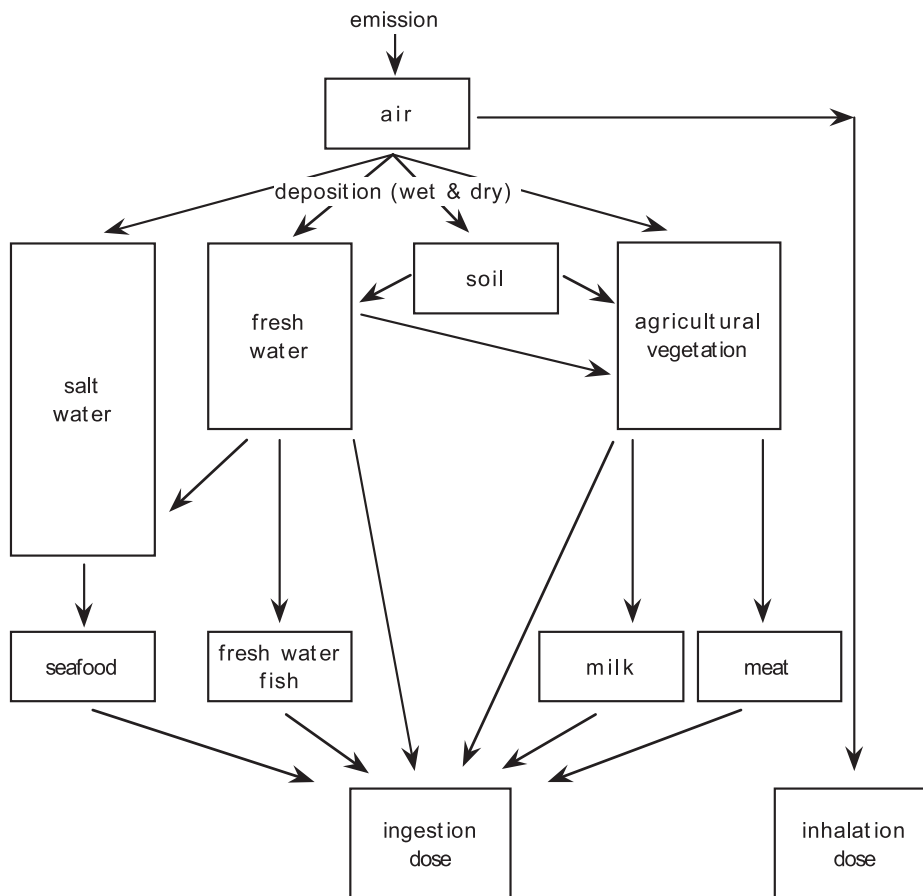 emission
air
deposition (wet & dry)
soil
fresh
water
agricultural
vegetation
salt
water
seafood
fresh water
fish
milk
meat
ingestion
dose
inhalation
dose